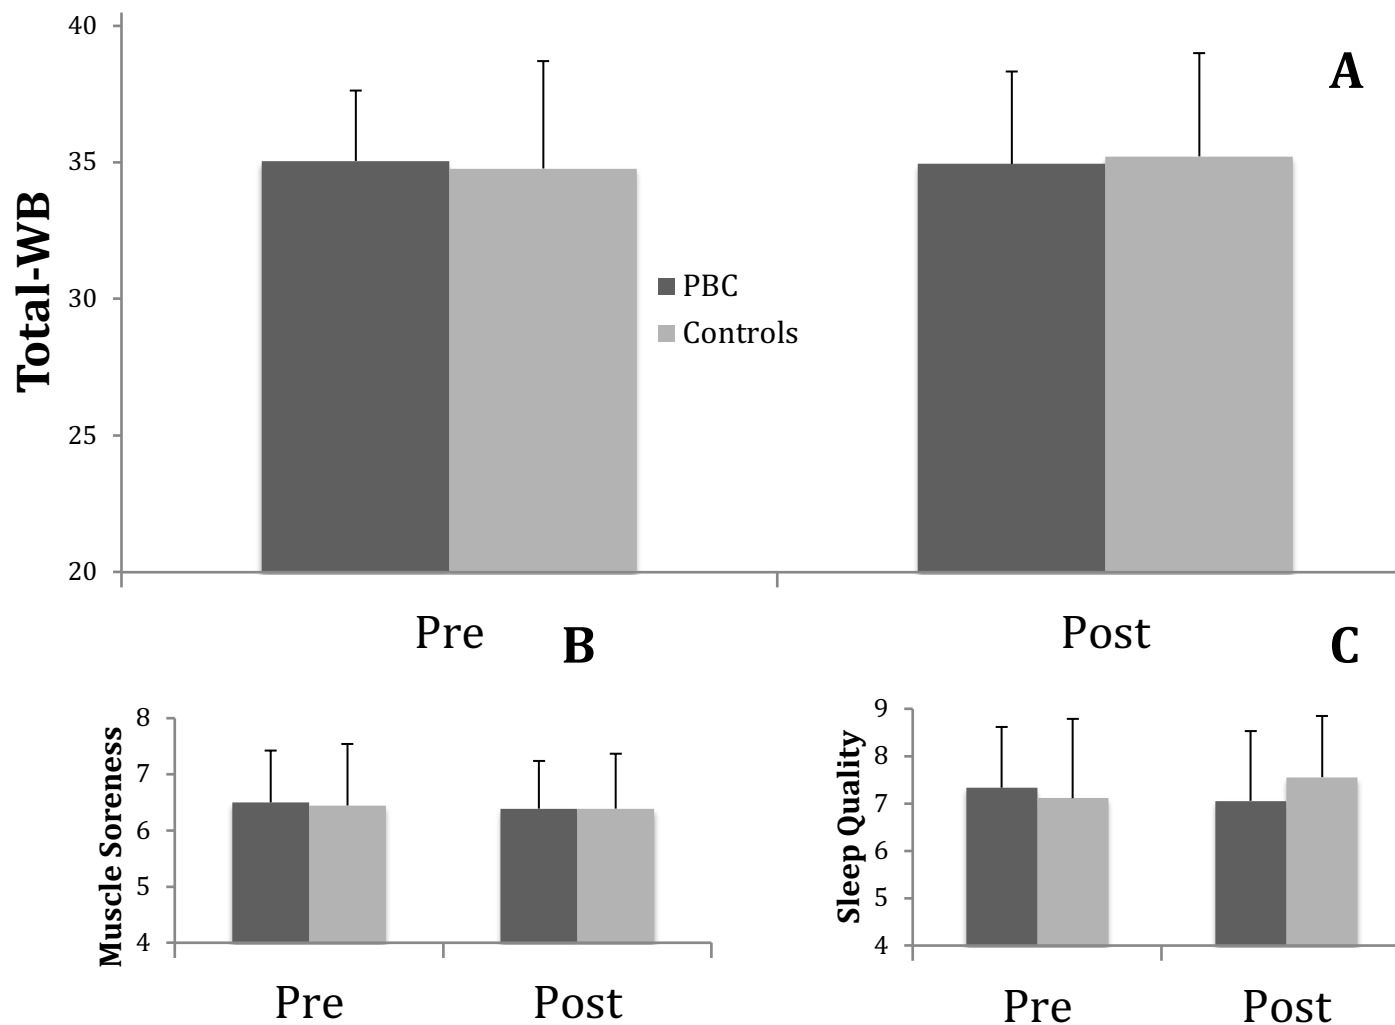 A
Total-WB
40
35
30
25
20
PBC
Controls
Pre
Post
B
Muscle Soreness
8
7
6
5
4
Pre
Post
C
Sleep Quality
9
8
7
6
5
4
Pre
Post